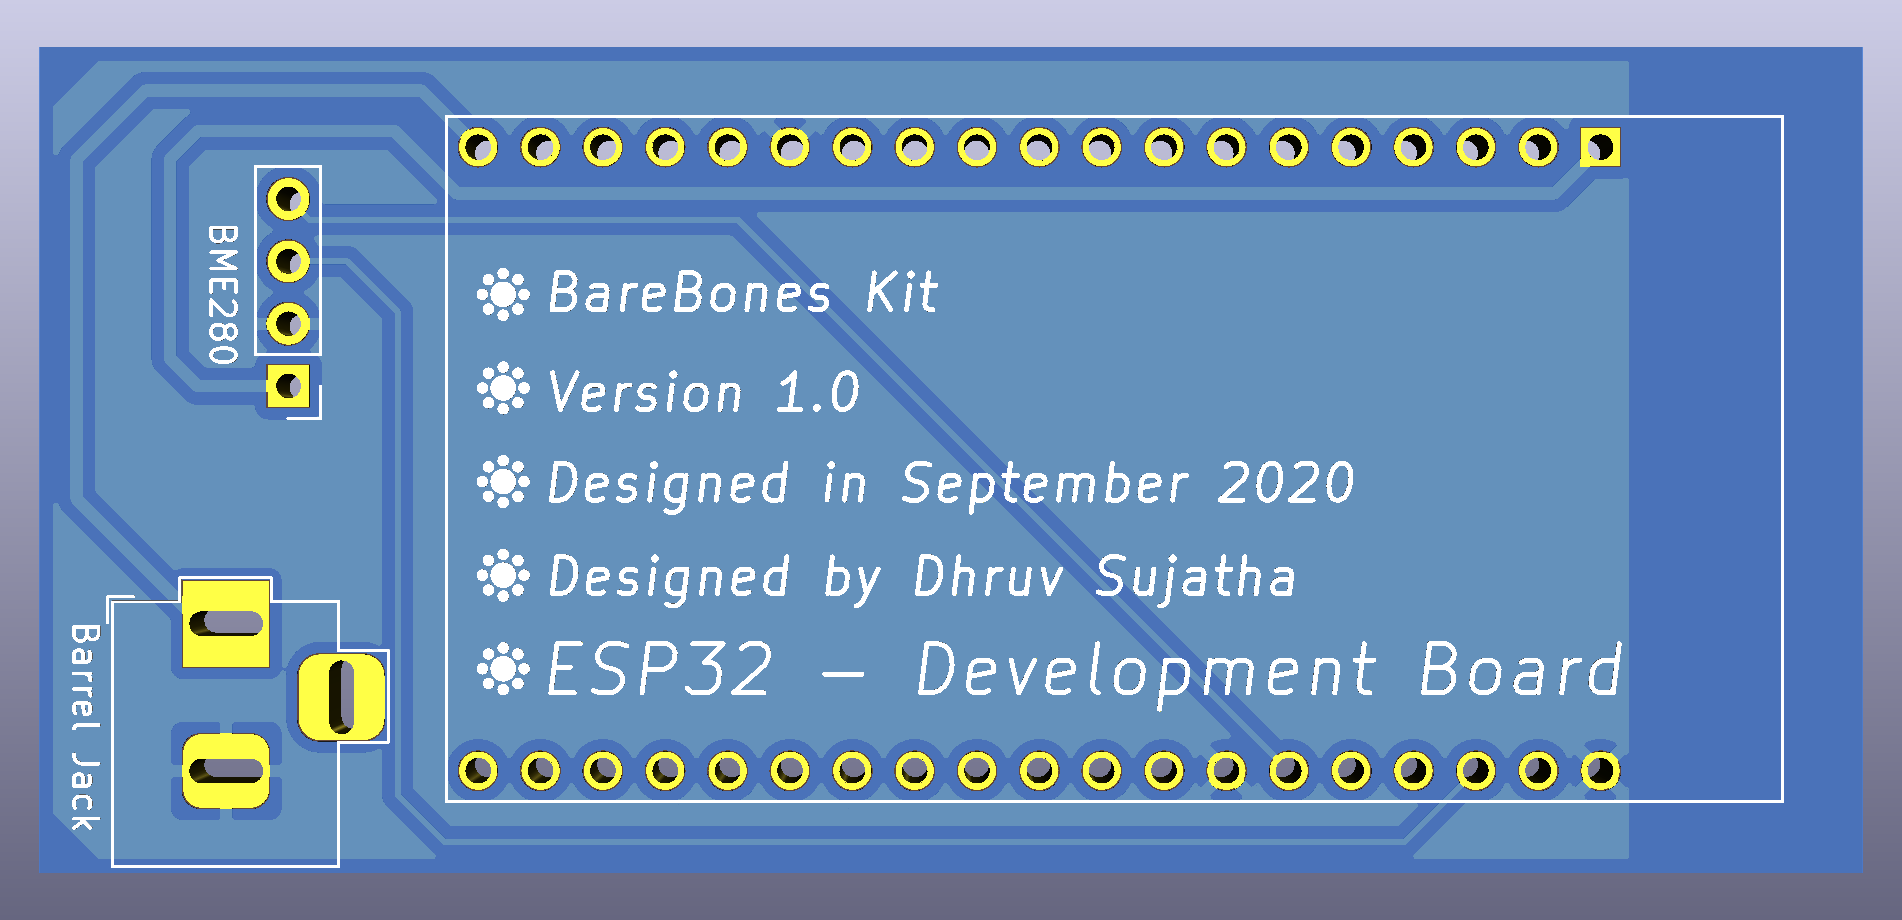 BME280
BareBones Kit
Version 1.0
Designed in September 2020
Designed by Dhruv Sujatha
ESP32 - Development Board
Barrel Jack